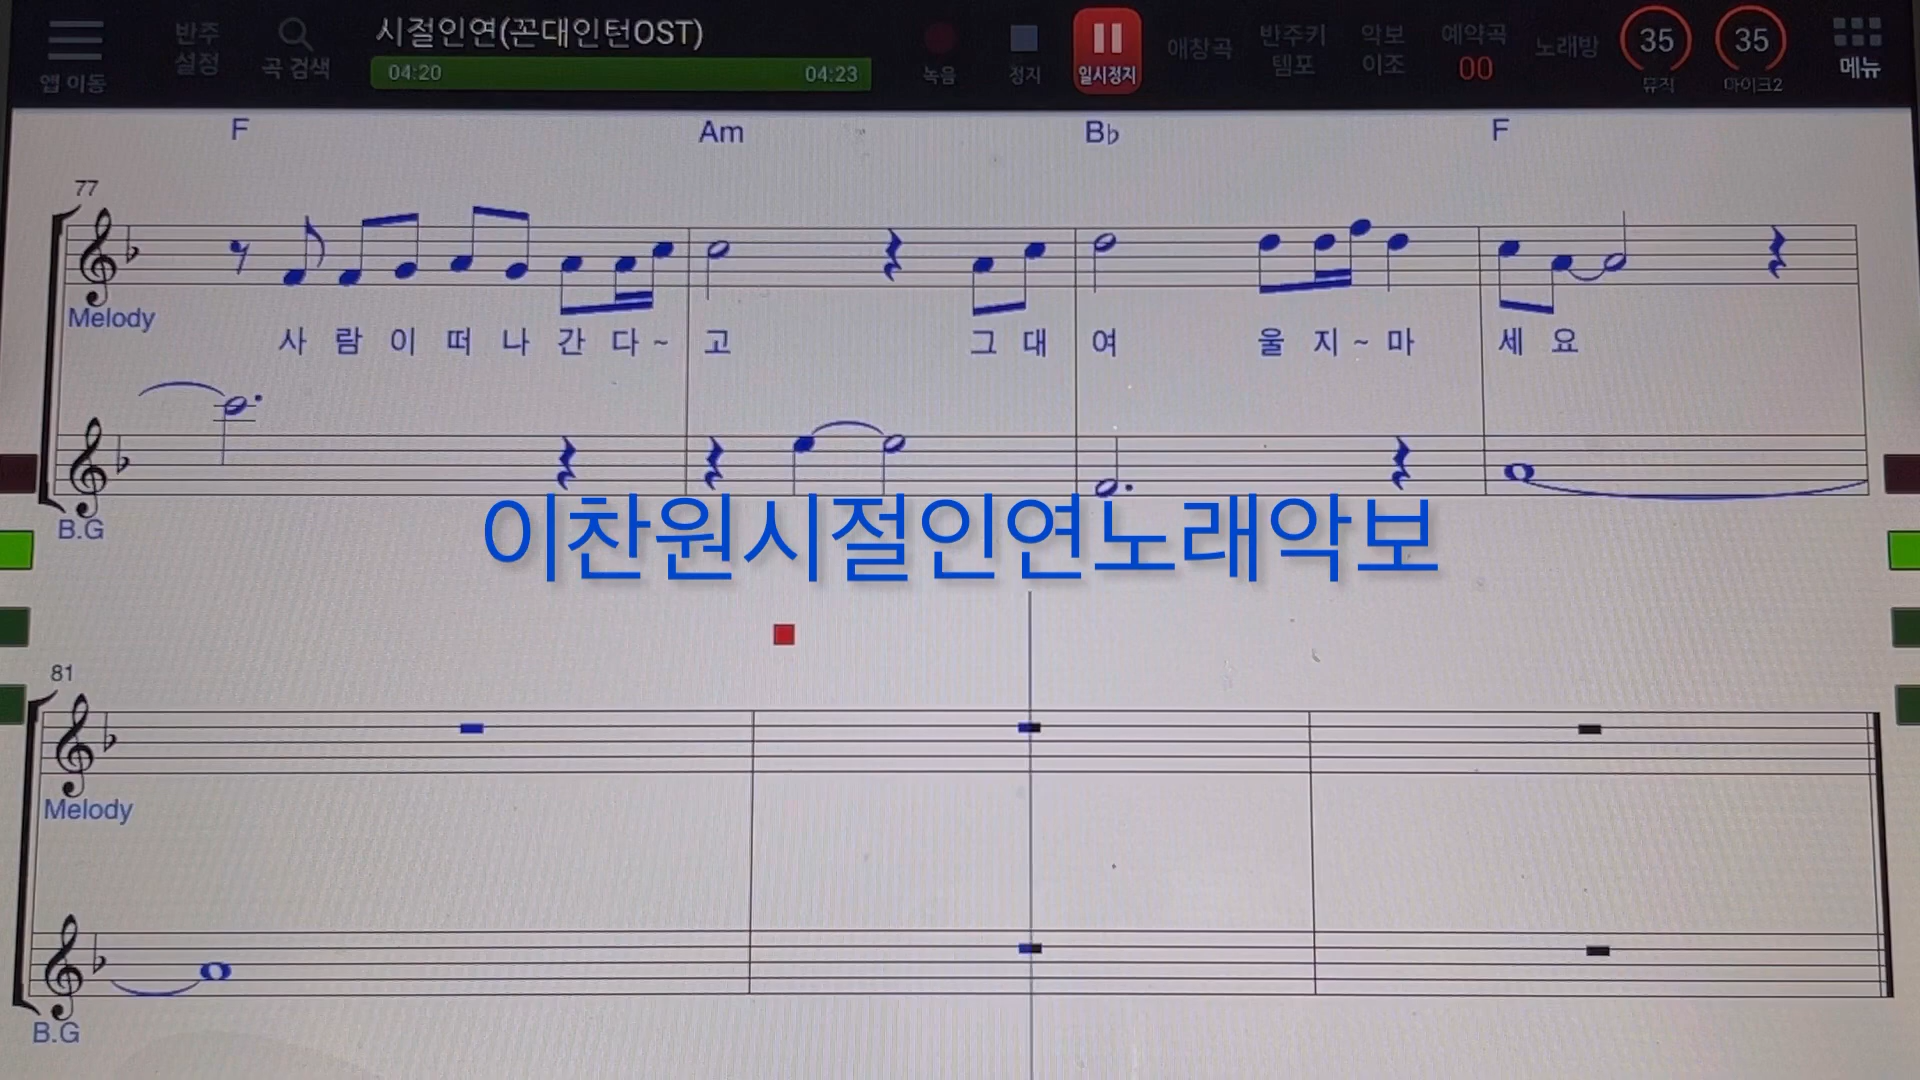 앱 이동
반주
설정
곡 검색
시절인연(꼰대인턴OST)
04:20 04:23
녹음
정지
일시정지
애창곡
반주키
템포
악보
이조
예약곡
00
노래방
35
뮤직
35
마이크2
메뉴
F Am B♭ F
77
Melody
사 람 이 떠 나 간 다 ~ 고 그 대 여 울 지 ~ 마 세 요
B.G
이찬원시절인연노래악보
81
Melody
B.G